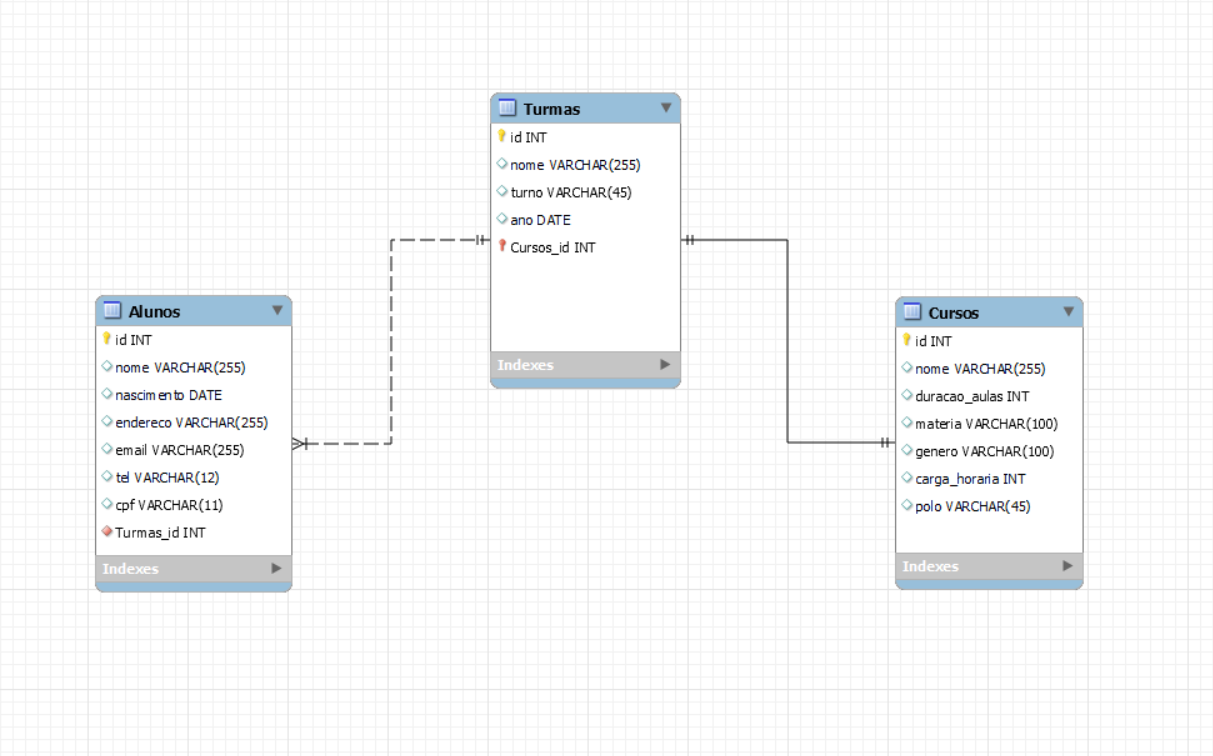 Turmas
id INT
nome VARCHAR(255)
turno VARCHAR(45)
ano DATE
Cursos_id INT
Indexes
Alunos
id INT
nome VARCHAR(255)
nascimento DATE
endereco VARCHAR(255)
email VARCHAR(255)
tel VARCHAR(12)
cpf VARCHAR(11)
Turmas_id INT
Indexes
Cursos
id INT
nome VARCHAR(255)
duracao_aulas INT
materia VARCHAR(100)
genero VARCHAR(100)
carga_horaria INT
polo VARCHAR(45)
Indexes